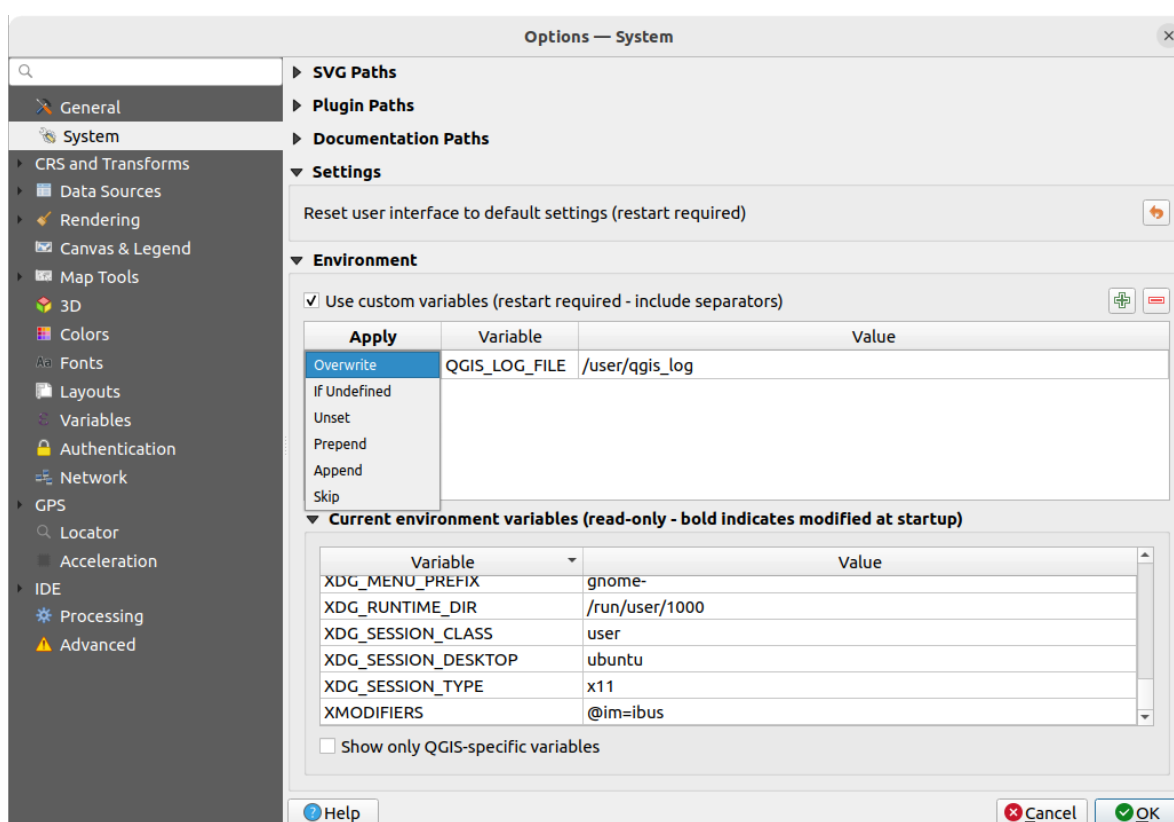 Options — System
General
System
CRS and Transforms
Data Sources
Rendering
Canvas & Legend
Map Tools
3D
Colors
Fonts
Layouts
Variables
Authentication
Network
GPS
Locator
Acceleration
IDE
Processing
Advanced
SVG Paths
Plugin Paths
Documentation Paths
Settings
Reset user interface to default settings (restart required)
Environment
Use custom variables (restart required - include separators)
Apply Variable Value
Overwrite QGIS_LOG_FILE /user/qgis_log
If Undefined
Unset
Prepend
Append
Skip
Current environment variables (read-only - bold indicates modified at startup)
Variable Value
XDG_MENU_PREFIX gnome-
XDG_RUNTIME_DIR /run/user/1000
XDG_SESSION_CLASS user
XDG_SESSION_DESKTOP ubuntu
XDG_SESSION_TYPE x11
XMODIFIERS @im=ibus
Show only QGIS-specific variables
Help Cancel OK